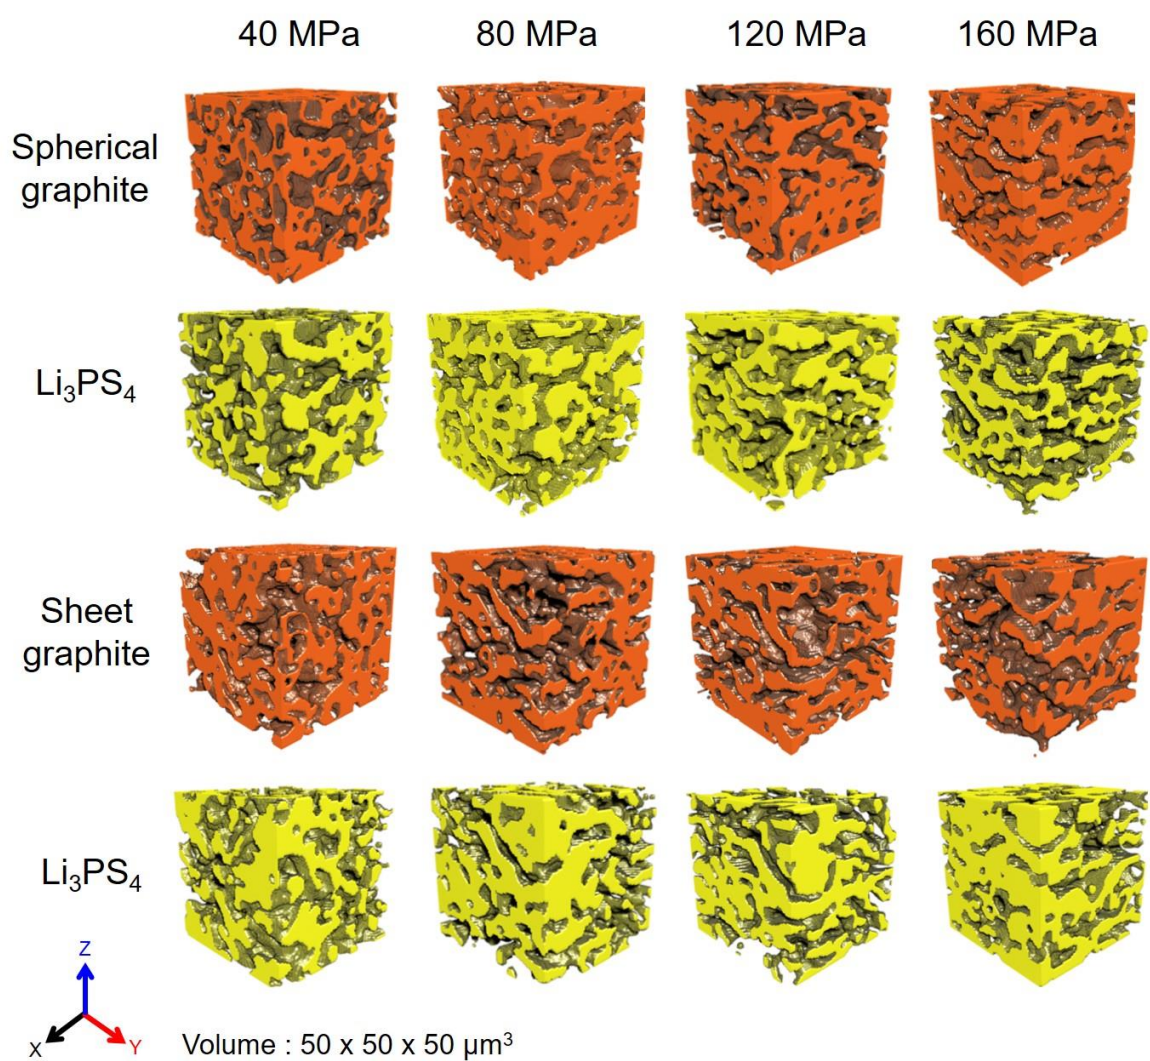 40 MPa 80 MPa 120 MPa 160 MPa
Spherical
graphite
Li₃PS₄
Sheet
graphite
Li₃PS₄
Z
X
Y
Volume : 50 x 50 x 50 µm³